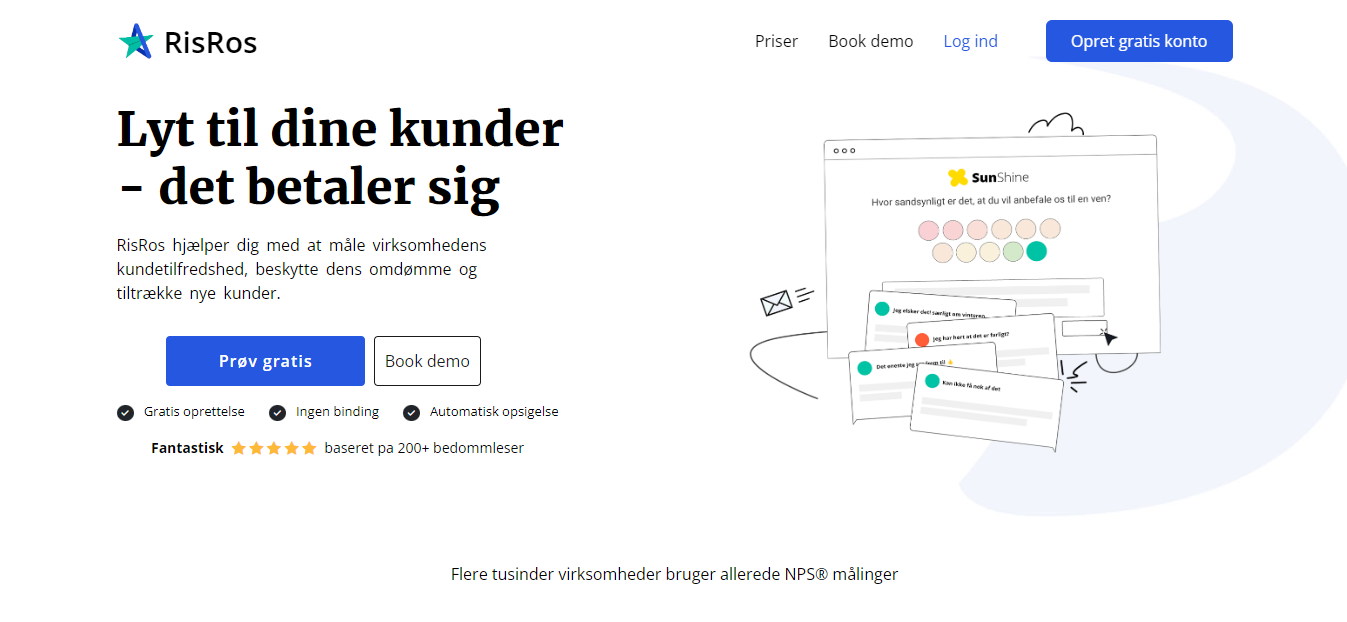 RisRos
Priser
Book demo
Log ind
Opret gratis konto
Lyt til dine kunder
- det betaler sig
RisRos hjælper dig med at måle virksomhedens
kundetilfredshed, beskytte dens omdømme og
tiltrække nye kunder.
Prøv gratis
Book demo
Gratis oprettelse
Ingen binding
Automatisk opsigelse
Fantastisk
baseret pa 200+ bedommleser
SunShine
Hvor sandsynligt er det, at du vil anbefale os til en ven?
Jeg elsker det! særligt om vinteren
Jeg har hørt at det er farligt?
Det eneste jeg frem til
Kan ikke få nok af det
Flere tusinder virksomheder bruger allerede NPS® målinger